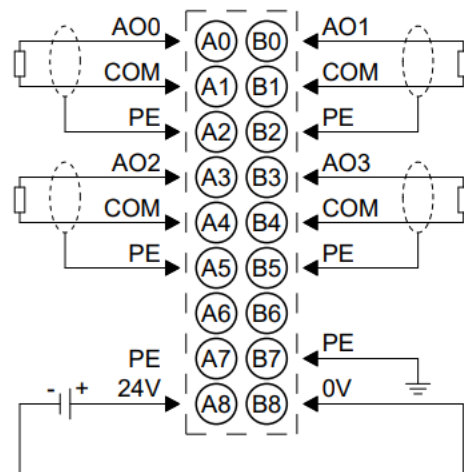 AO0 A0 B0 AO1
COM A1 B1 COM
PE A2 B2 PE
AO2 A3 B3 AO3
COM A4 B4 COM
PE A5 B5 PE
A6 B6
PE A7 B7 PE
- + 24V A8 B8 0V